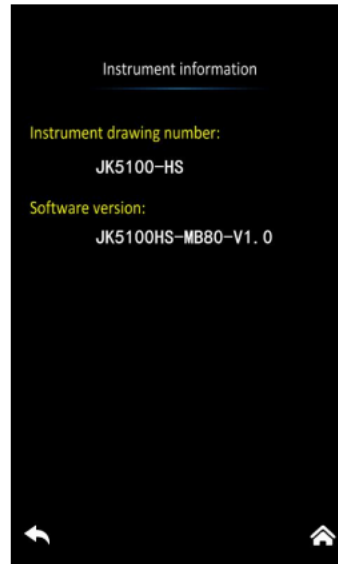 Instrument information
Instrument drawing number:
JK5100-HS
Software version:
JK5100HS-MB80-V1.0